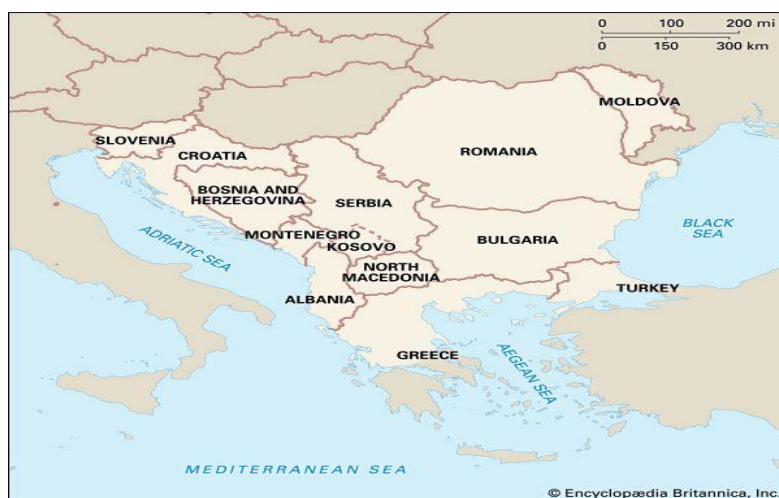 0 100 200 mi
0 150 300 km
MOLDOVA
SLOVENIA
CROATIA
ROMANIA
BOSNIA AND
HERZEGOVINA
SERBIA
BLACK
SEA
ADRIATIC SEA
MONTENEGRO
KOSOVO
BULGARIA
NORTH
MACEDONIA
ALBANIA
TURKEY
GREECE
AEGEAN SEA
MEDITERRANEAN SEA
© Encyclopædia Britannica, Inc.